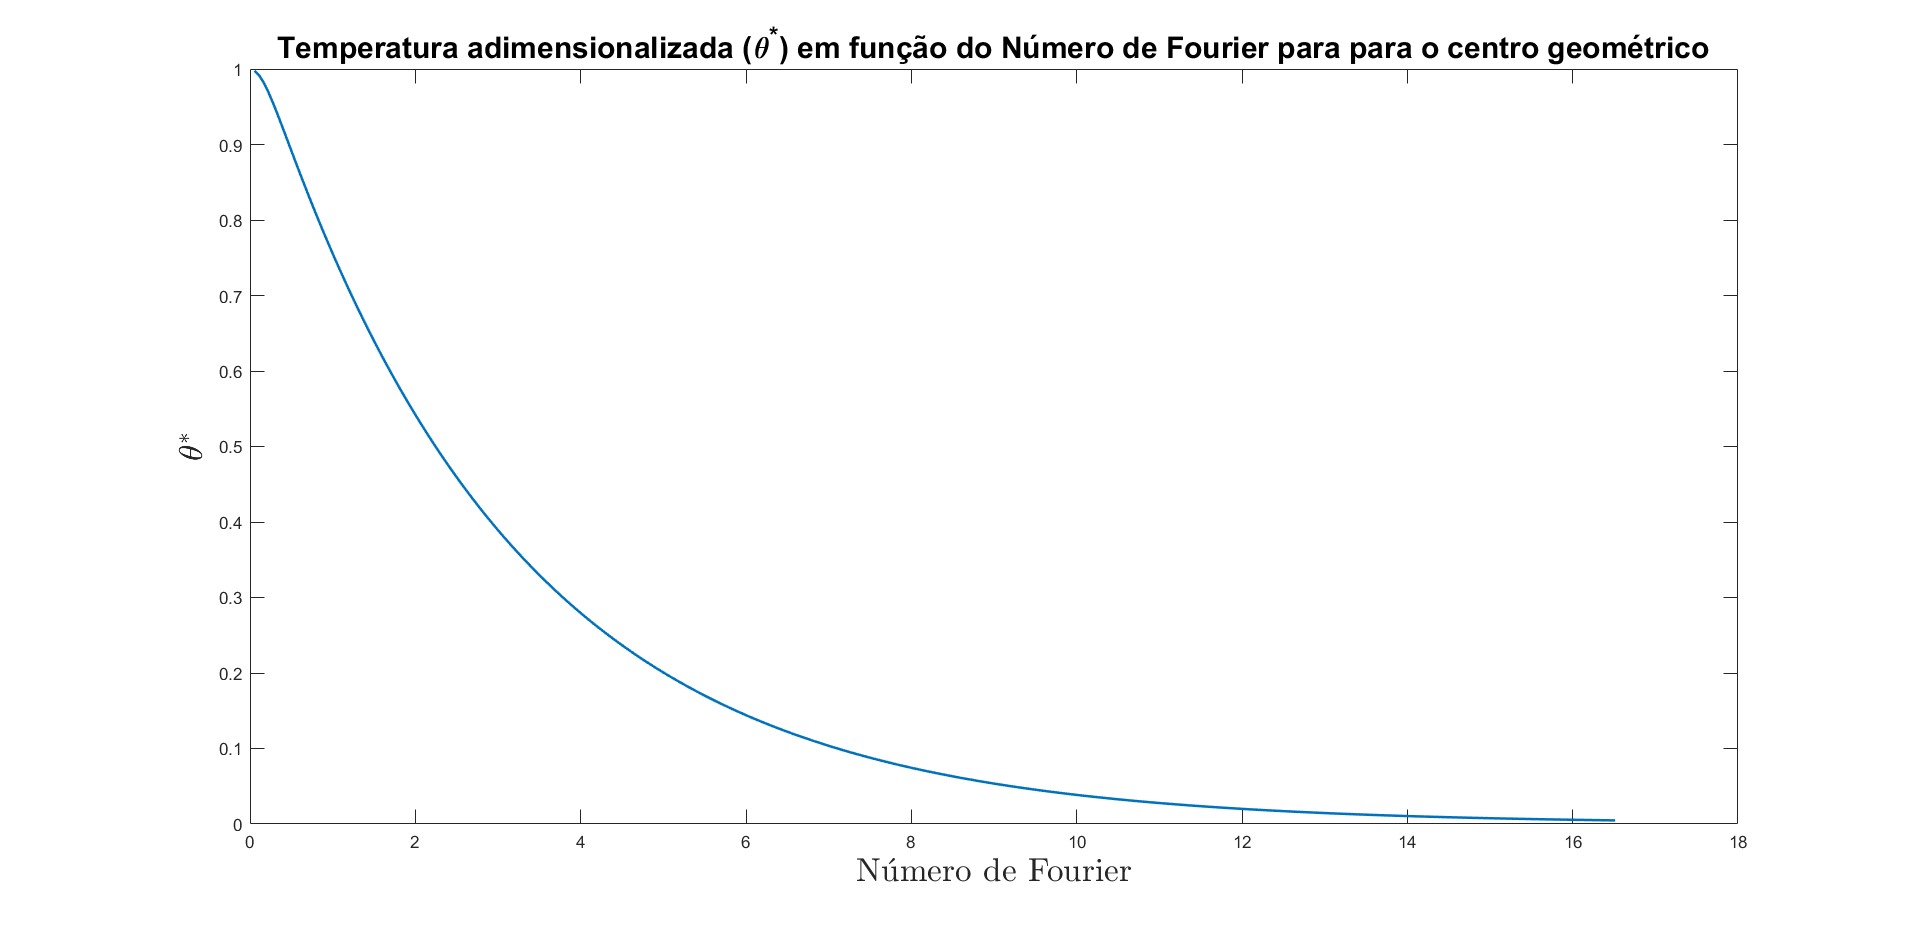 Temperatura adimensionalizada (θ*) em função do Número de Fourier para para o centro geométrico
1
0.9
0.8
0.7
0.6
0.5
0.4
0.3
0.2
0.1
0
θ*
0 2 4 6 8 10 12 14 16 18
Número de Fourier